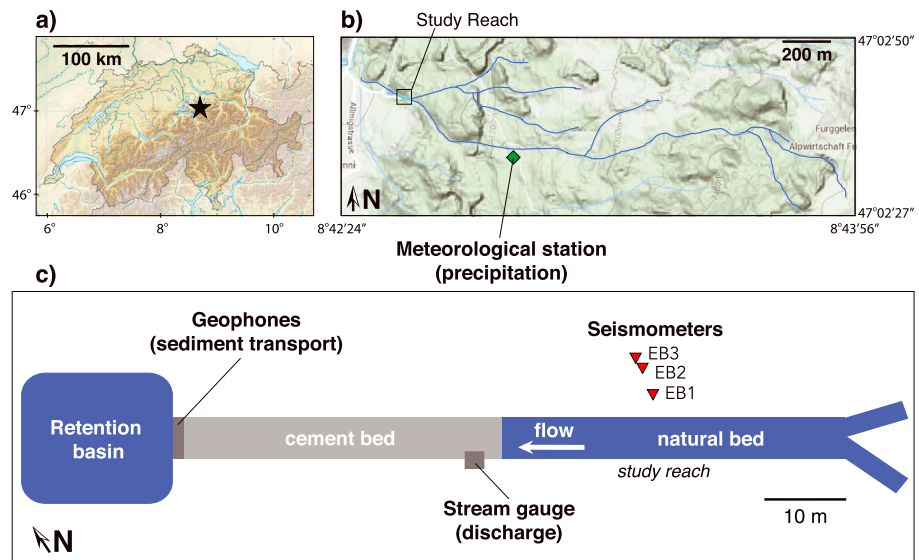 a)
100 km
47°
46°
6°
8°
10°
b)
Study Reach
200 m
47°02'50"
Allmigstrasse
nni
Furggelen
Alpwirtschaft Fu
N
47°02'27"
8°42'24"
8°43'56"
Meteorological station
(precipitation)
c)
Geophones
(sediment transport)
Seismometers
EB3
EB2
EB1
Retention
basin
cement bed
flow
natural bed
study reach
Stream gauge
(discharge)
10 m
N